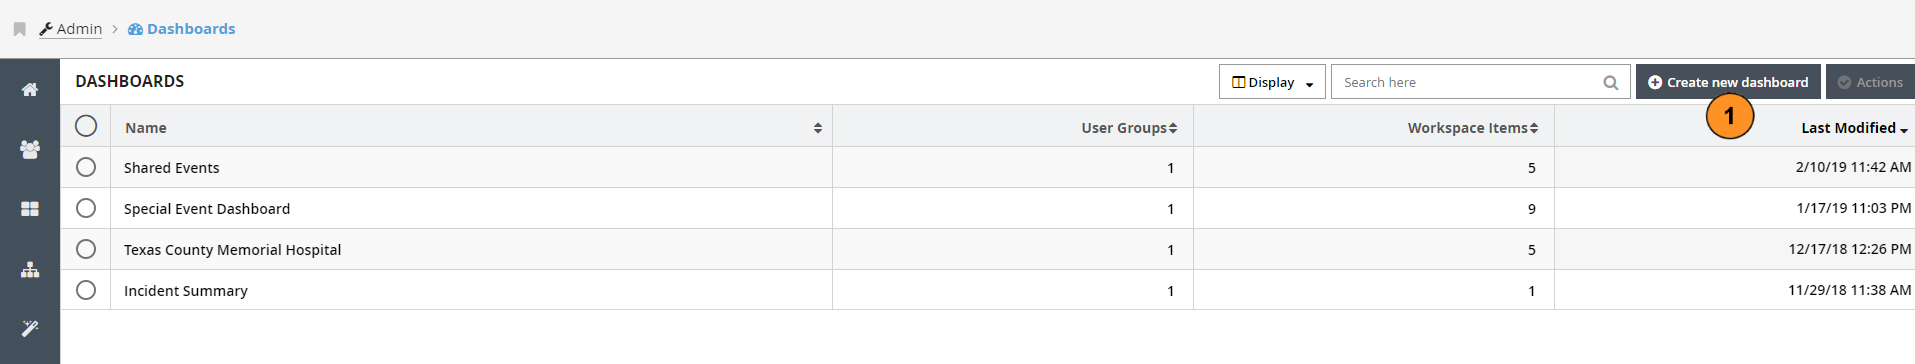 Admin > Dashboards
DASHBOARDS
Display
Search here
Create new dashboard
Actions
1
Name User Groups Workspace Items Last Modified
Shared Events 1 5 2/10/19 11:42 AM
Special Event Dashboard 1 9 1/17/19 11:03 PM
Texas County Memorial Hospital 1 5 12/17/18 12:26 PM
Incident Summary 1 1 11/29/18 11:38 AM